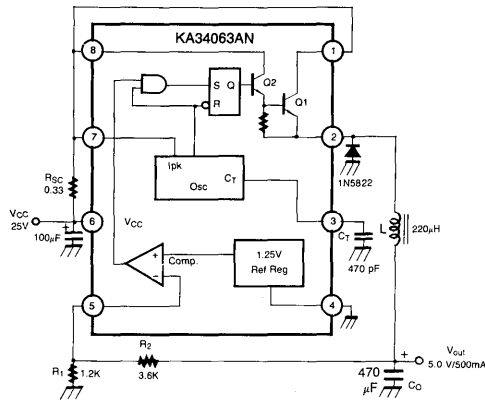 KA34063AN
8
1
S Q
R
Q2
Q1
7
2
Ipk
CT
Osc
1N5822
RSC
0.33
VCC
25V
6
VCC
3
CT
L
220μH
100μF
+
470 pF
+
Comp.
−
1.25V
Ref Reg
5
4
R2
3.6K
R1
1.2K
+
Vout
5.0 V/500mA
470
μF
CO